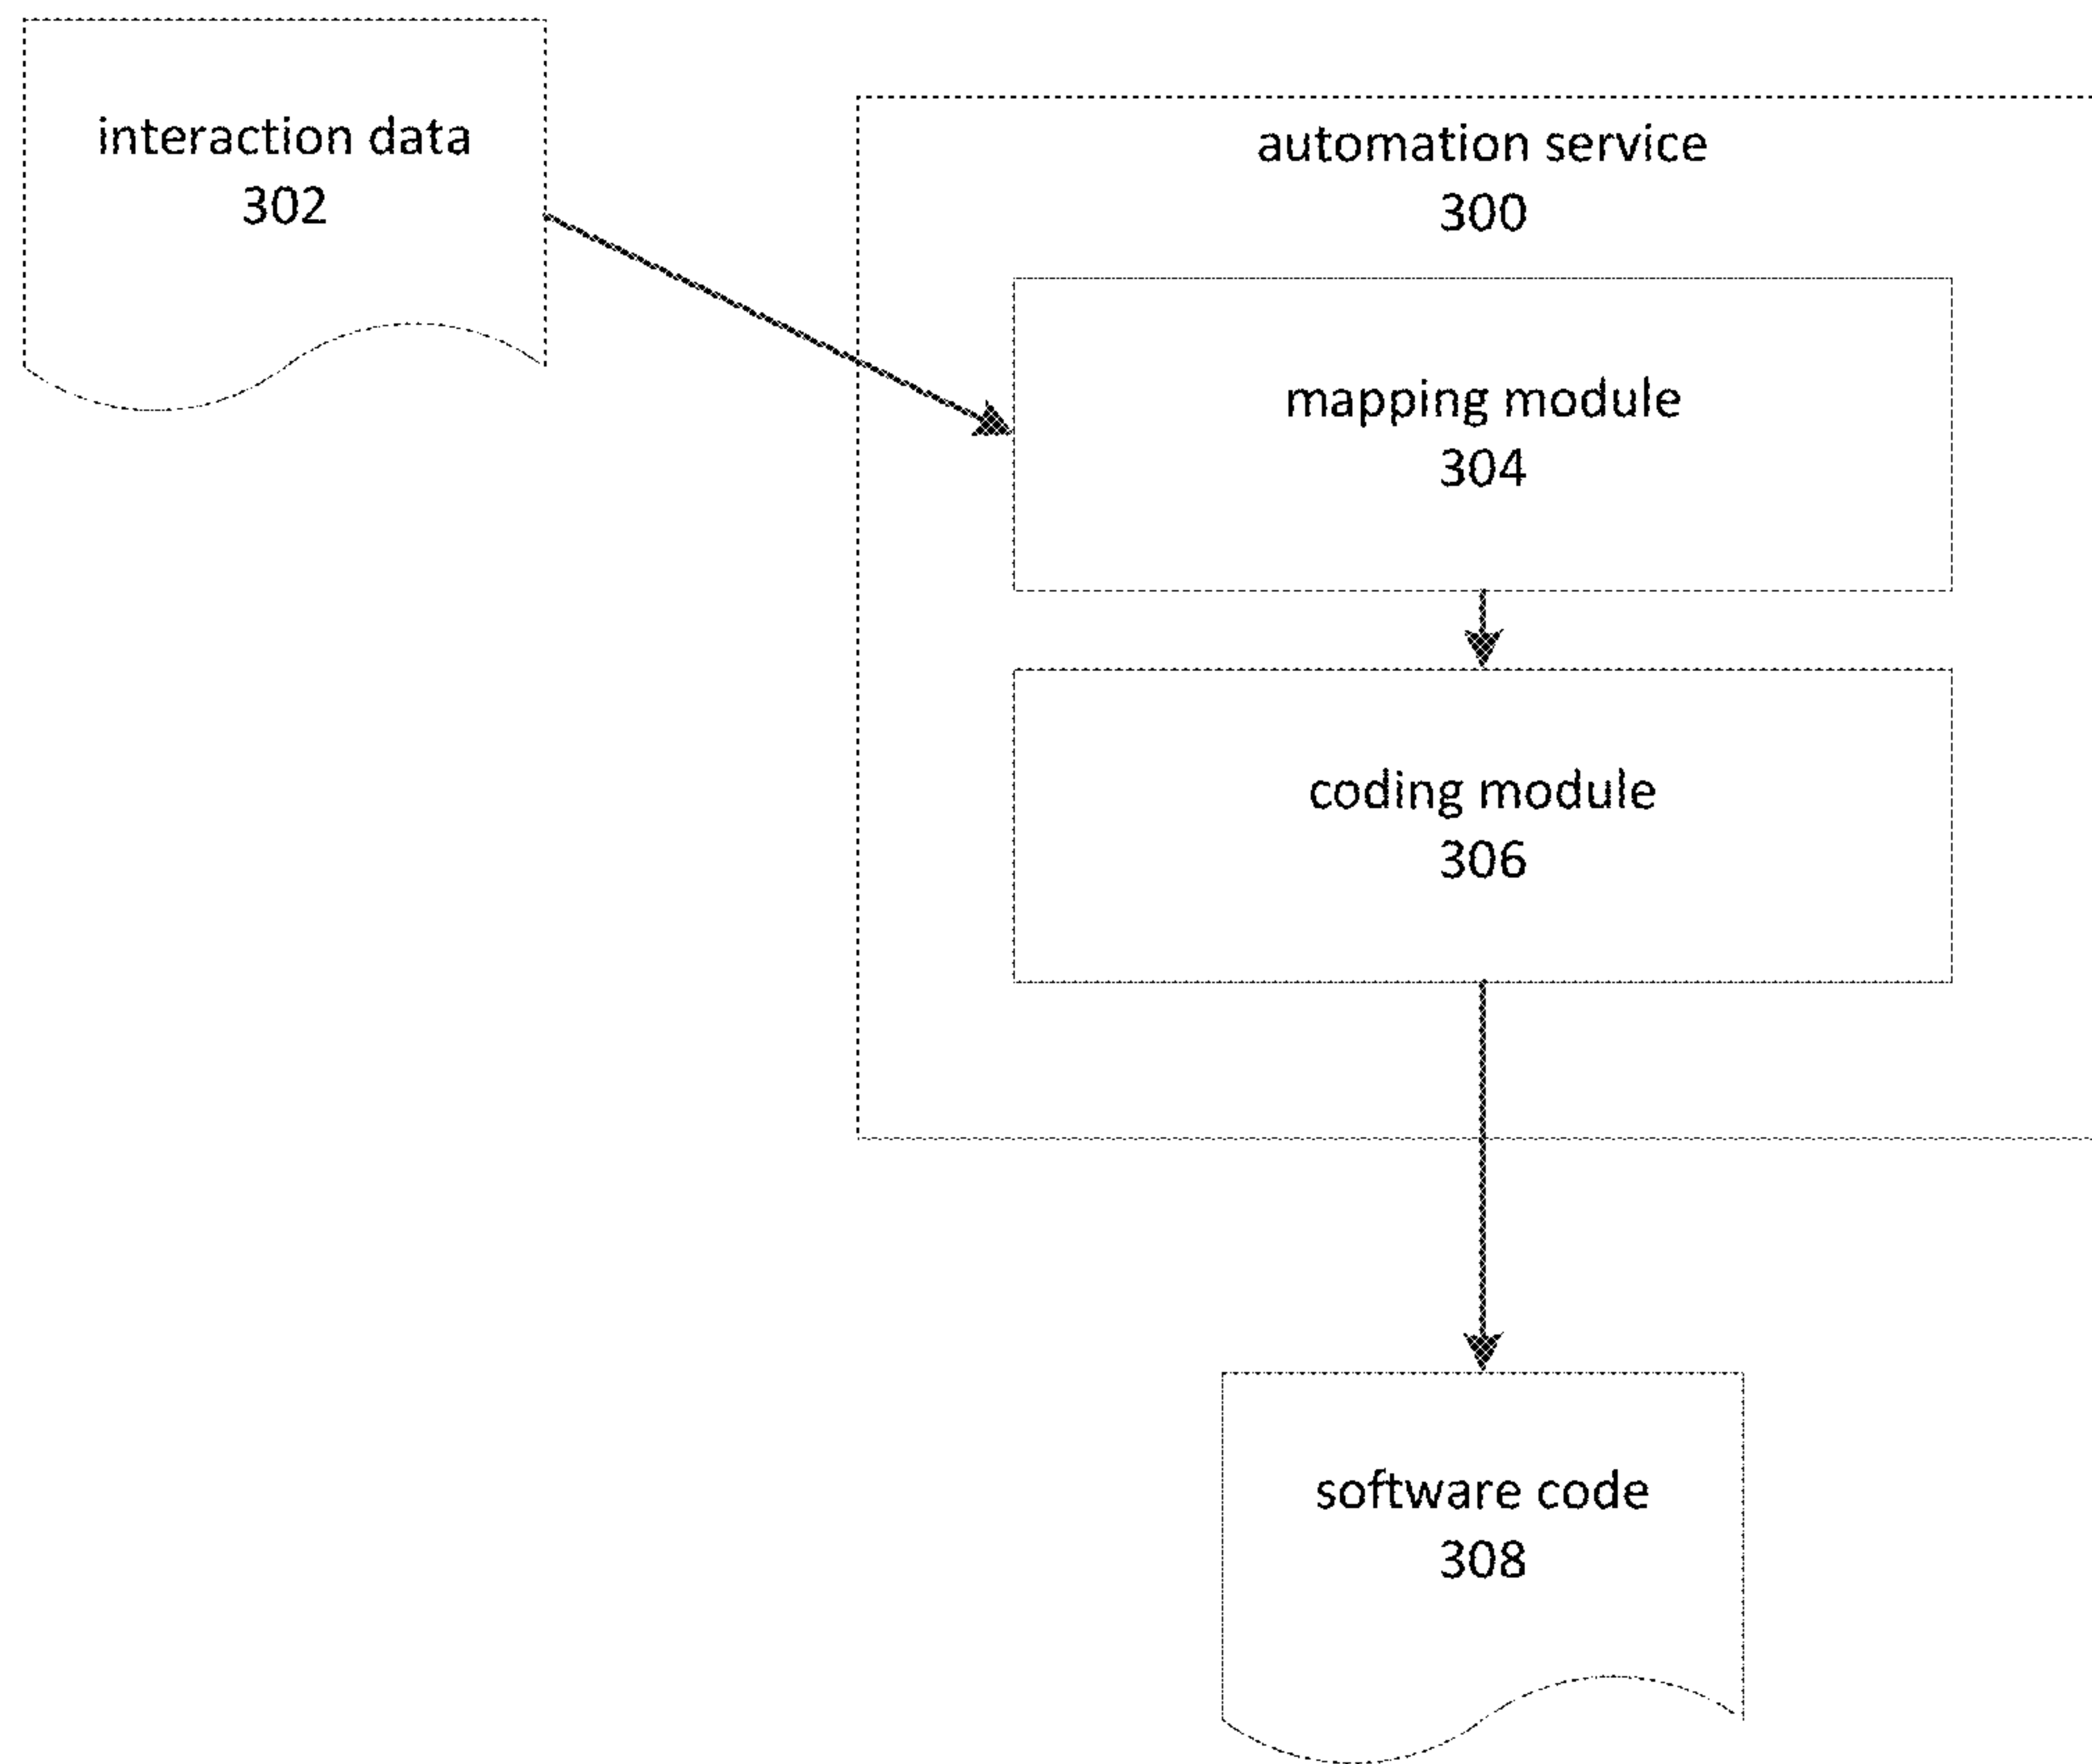 interaction data
302
automation service
300
mapping module
304
coding module
306
software code
308